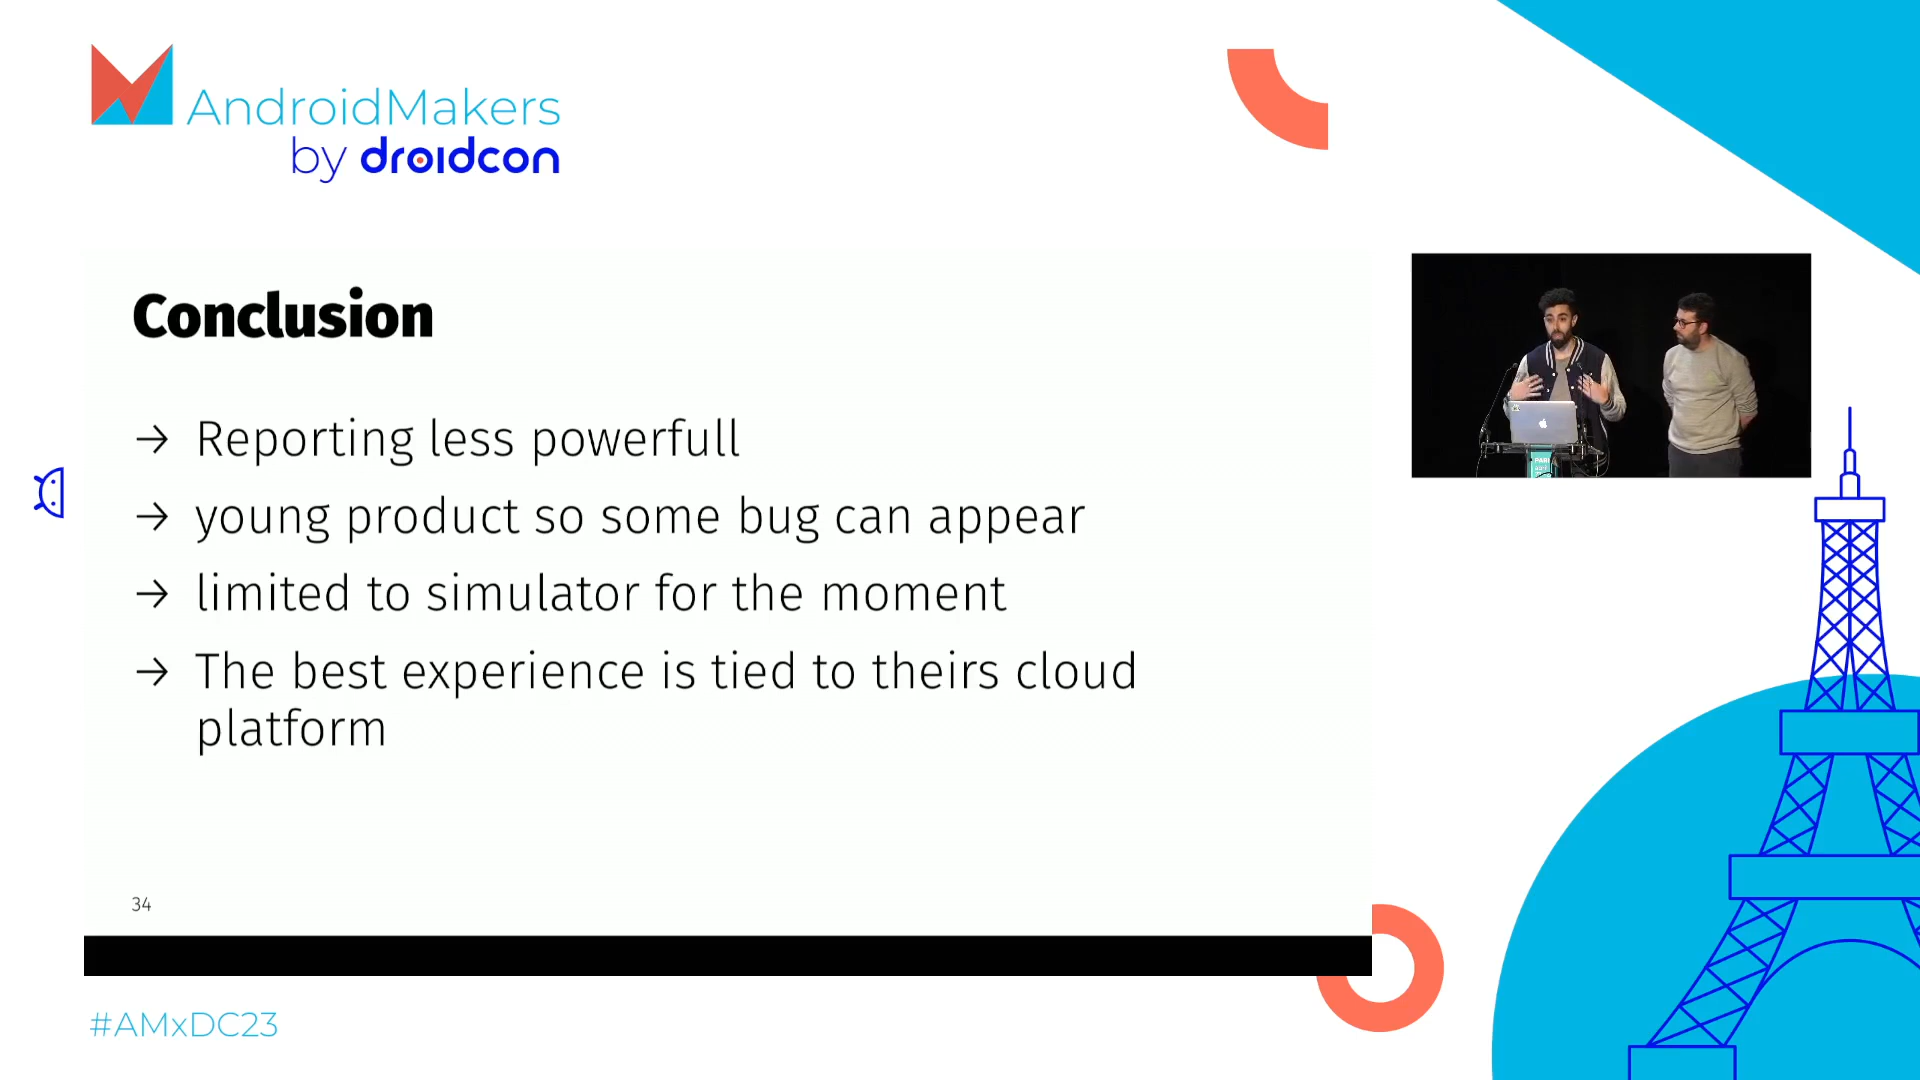 AndroidMakers
by droidcon
Conclusion
→ Reporting less powerfull
→ young product so some bug can appear
→ limited to simulator for the moment
→ The best experience is tied to theirs cloud
platform
34
#AMxDC23